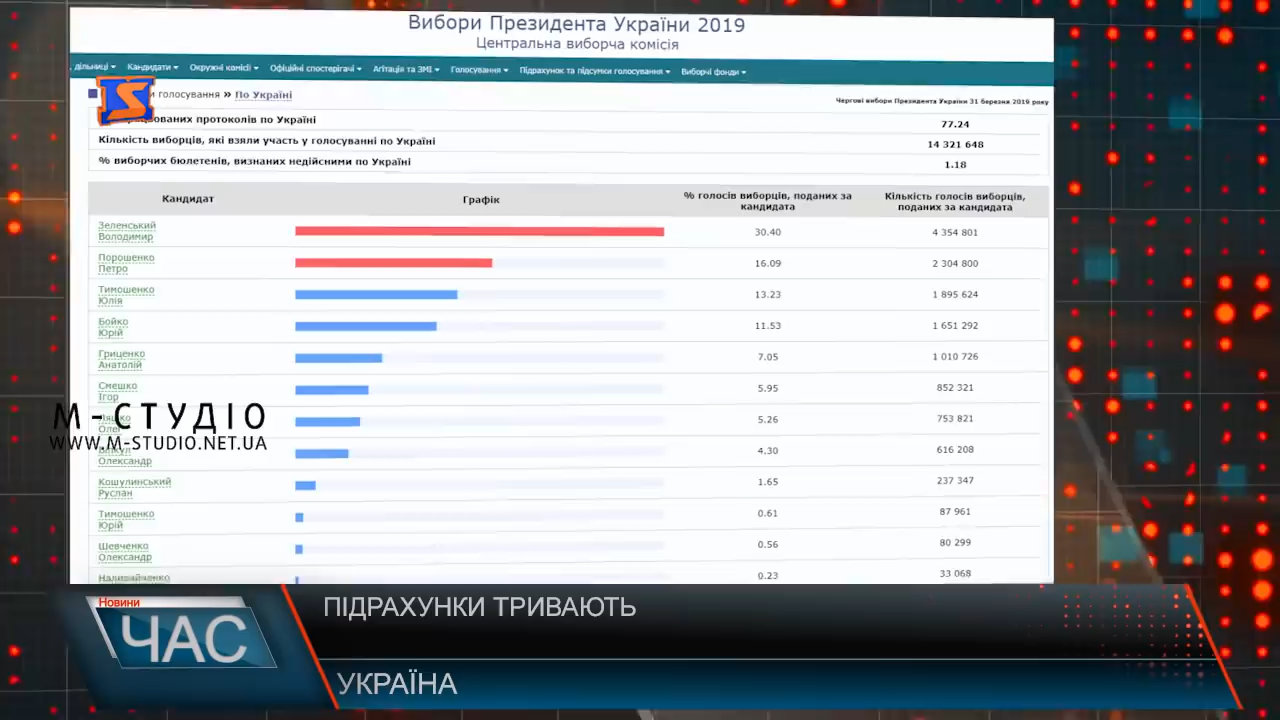 Вибори Президента України 2019
Центральна виборча комісія
дільниці Кандидати Окружні комісії Офіційні спостерігачі Агітація та ЗМІ Голосування Підрахунок та підсумки голосування Виборчі фонди
голосування » По Україні
Чергові вибори Президента України 31 березня 2019 року
протоколів по Україні 77.24
Кількість виборців, які взяли участь у голосуванні по Україні 14 321 648
% виборчих бюлетенів, визнаних недійсними по Україні 1.18
Кандидат Графік % голосів виборців, поданих за кандидата Кількість голосів виборців, поданих за кандидата
Зеленський Володимир 30.40 4 354 801
Порошенко Петро 16.09 2 304 800
Тимошенко Юлія 13.23 1 895 624
Бойко Юрій 11.53 1 651 292
Гриценко Анатолій 7.05 1 010 726
Смешко Ігор 5.95 852 321
М-СТУДІО
Олег 5.26 753 821
WWW.M-STUDIO.NET.UA
Олександр 4.30 616 208
Кошулинський Руслан 1.65 237 347
Тимошенко Юрій 0.61 87 961
Шевченко Олександр 0.56 80 299
Наливайченко 0.23 33 068
Новини
ЧАС
ПІДРАХУНКИ ТРИВАЮТЬ
УКРАЇНА